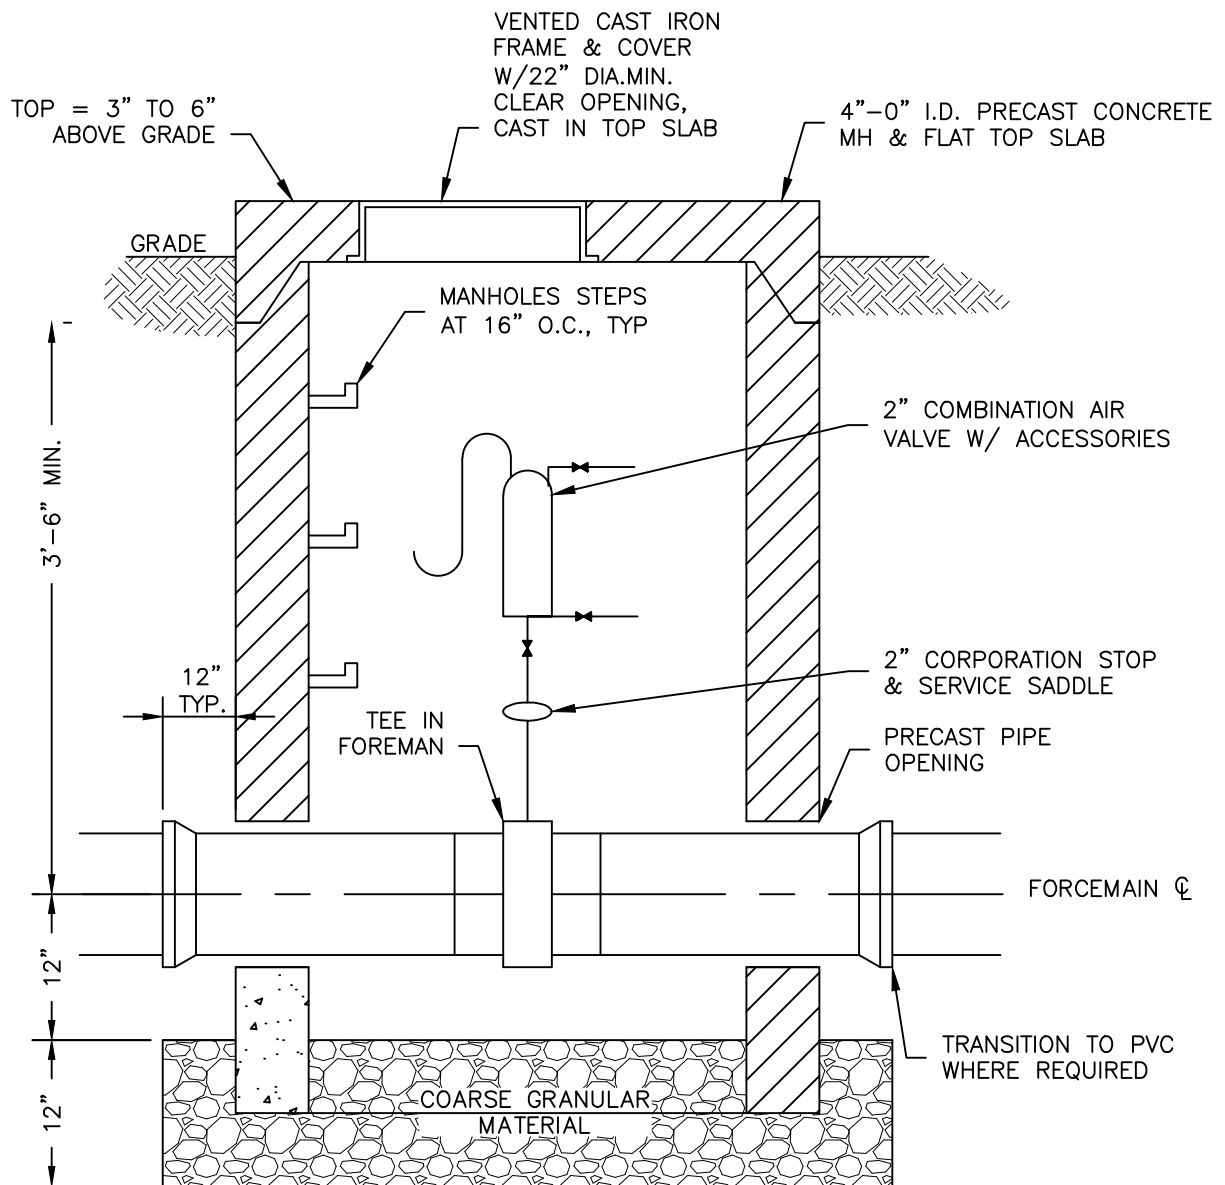 VENTED CAST IRON
FRAME & COVER
W/22” DIA.MIN.
CLEAR OPENING,
CAST IN TOP SLAB
TOP = 3” TO 6”
ABOVE GRADE
4”-0” I.D. PRECAST CONCRETE
MH & FLAT TOP SLAB
GRADE
MANHOLES STEPS
AT 16” O.C., TYP
3'-6” MIN.
2” COMBINATION AIR
VALVE W/ ACCESSORIES
12”
TYP.
2” CORPORATION STOP
& SERVICE SADDLE
TEE IN
FOREMAN
PRECAST PIPE
OPENING
FORCEMAIN ℄
12”
TRANSITION TO PVC
WHERE REQUIRED
12”
COARSE GRANULAR
MATERIAL